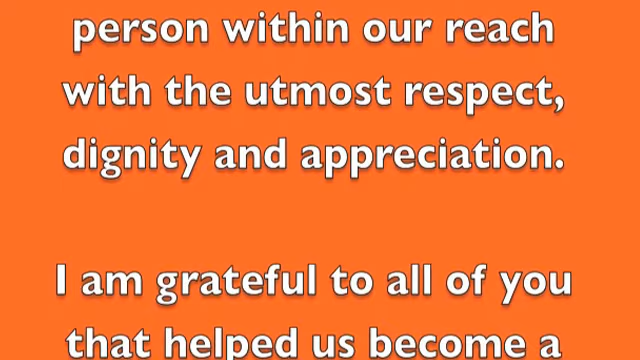 person within our reach
with the utmost respect,
dignity and appreciation.
I am grateful to all of you
that helped us become a